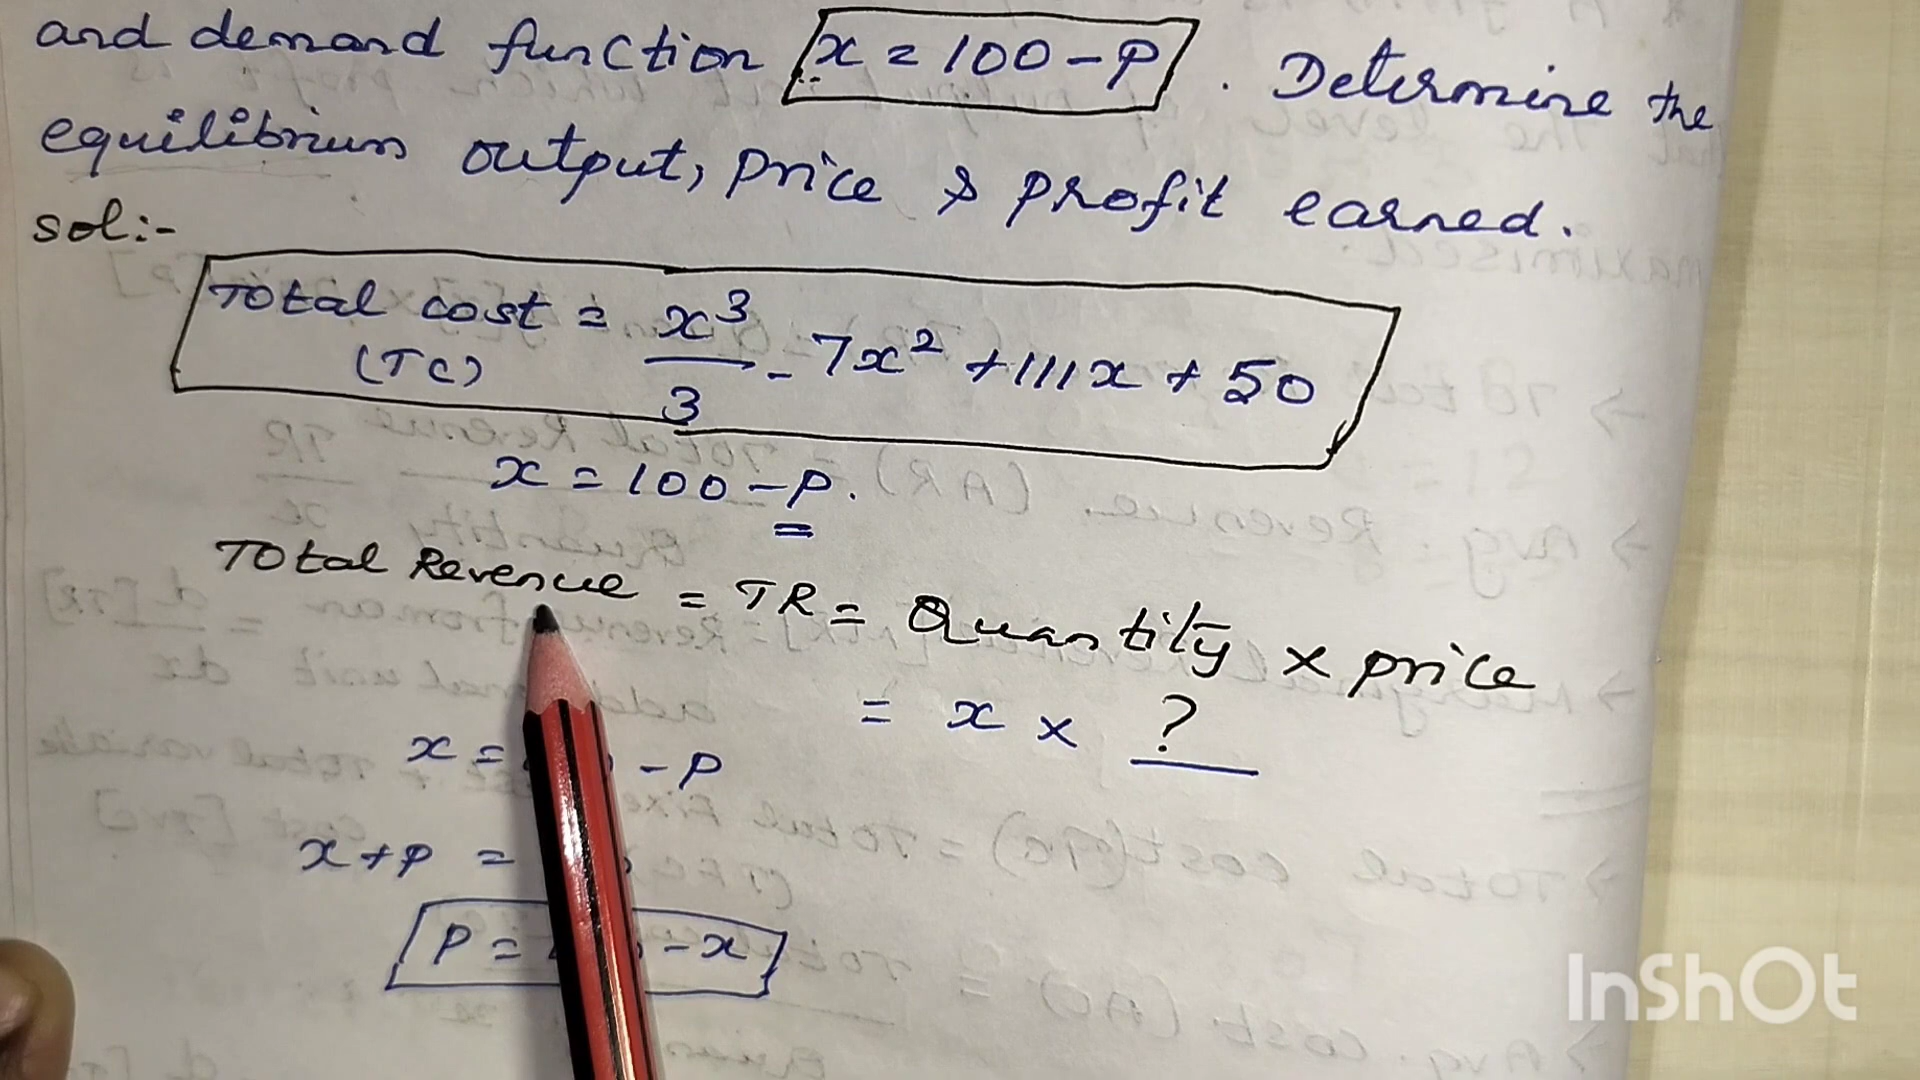 and demand function x = 100 - P . Determine the
equilibrium output, price & profit earned.
sol:-
Total cost = x³/3 - 7x² + 111x + 50
(TC)
x = 100 - P.
Total Revenue = TR = Quantity × price
= x × ?
x = - P
x + P =
P = - x
InShOt